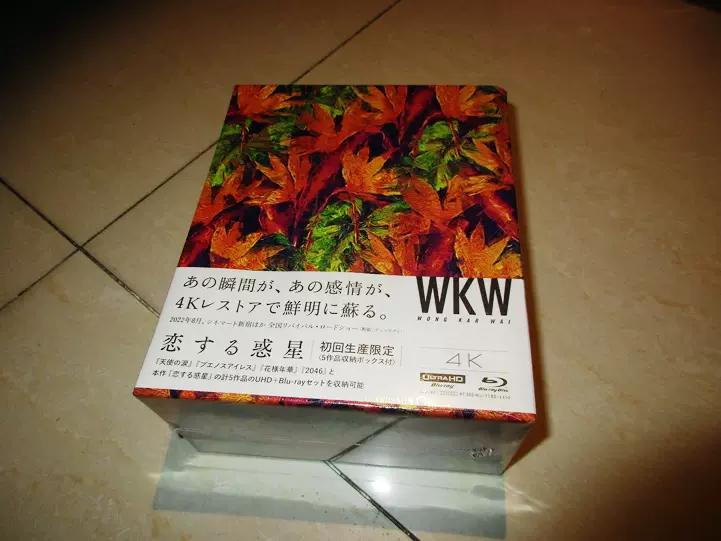 あの瞬間が、あの感情が、
4Kレストアで鮮明に蘇る。
2022年8月、シネマート新宿ほか 全国リバイバル・ロードショー
恋する惑星
初回生産限定
(5作品収納ボックス付)
『天使の涙』『ブエノスアイレス』『花様年華』『2046』と
本作『恋する惑星』の計5作品のUHD+Blu-rayセットを収納可能
WKW
WONG KAR WAI
4K
ULTRA HD
Blu-ray
Blu-ray Disc